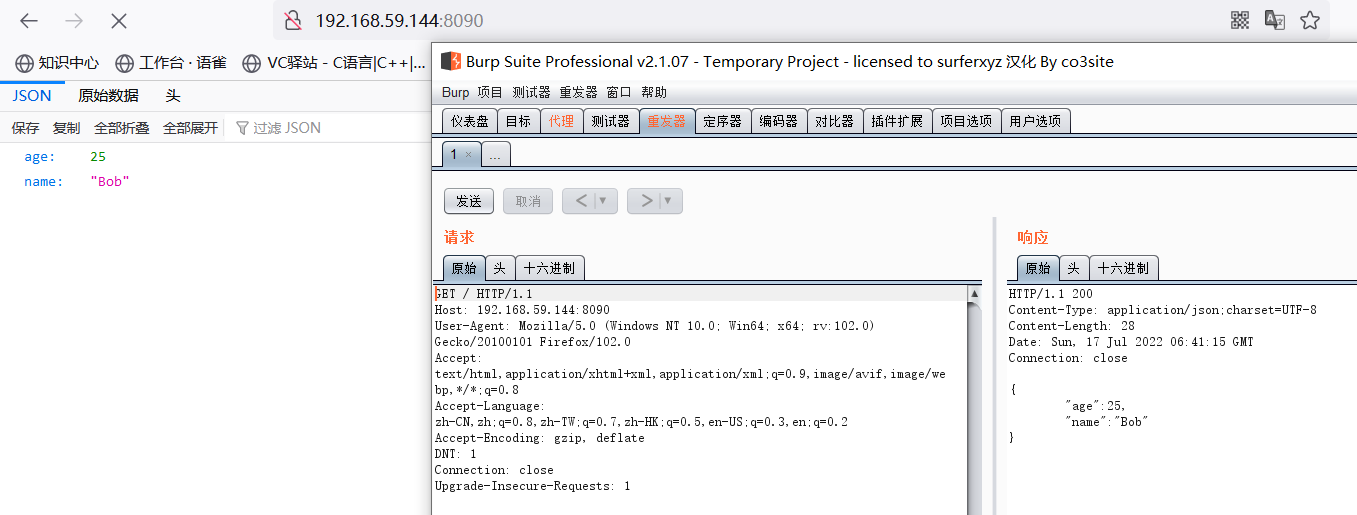 192.168.59.144:8090
知识中心 工作台 · 语雀 VC驿站 - C语言|C++|...
JSON 原始数据 头
保存 复制 全部折叠 全部展开 过滤 JSON
age: 25
name: "Bob"
Burp Suite Professional v2.1.07 - Temporary Project - licensed to surferxyz 汉化 By co3site
Burp 项目 测试器 重发器 窗口 帮助
仪表盘 目标 代理 测试器 重发器 定序器 编码器 对比器 插件扩展 项目选项 用户选项
1 × ...
发送 取消 < | ▼ > | ▼
请求
原始 头 十六进制
GET / HTTP/1.1
Host: 192.168.59.144:8090
User-Agent: Mozilla/5.0 (Windows NT 10.0; Win64; x64; rv:102.0)
Gecko/20100101 Firefox/102.0
Accept:
text/html,application/xhtml+xml,application/xml;q=0.9,image/avif,image/we
bp,*/*;q=0.8
Accept-Language:
zh-CN,zh;q=0.8,zh-TW;q=0.7,zh-HK;q=0.5,en-US;q=0.3,en;q=0.2
Accept-Encoding: gzip, deflate
DNT: 1
Connection: close
Upgrade-Insecure-Requests: 1
响应
原始 头 十六进制
HTTP/1.1 200
Content-Type: application/json;charset=UTF-8
Content-Length: 28
Date: Sun, 17 Jul 2022 06:41:15 GMT
Connection: close
{
"age":25,
"name":"Bob"
}